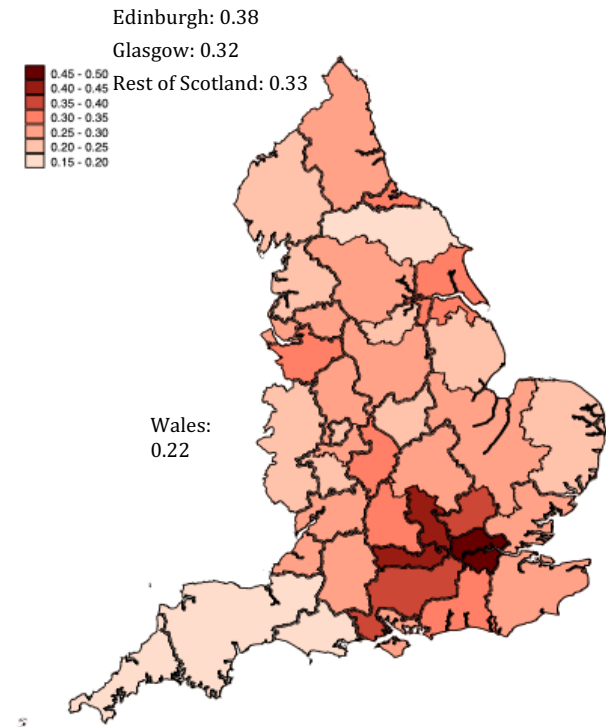 Edinburgh: 0.38
Glasgow: 0.32
Rest of Scotland: 0.33
0.45 - 0.50
0.40 - 0.45
0.35 - 0.40
0.30 - 0.35
0.25 - 0.30
0.20 - 0.25
0.15 - 0.20
Wales:
0.22